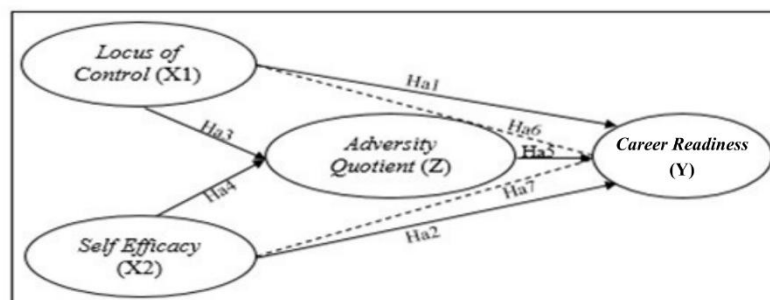 Locus of
Control (X1)
Ha1
Ha3
Ha6
Adversity
Quotient (Z)
Ha5
Career Readiness
(Y)
Ha4
Ha7
Ha2
Self Efficacy
(X2)